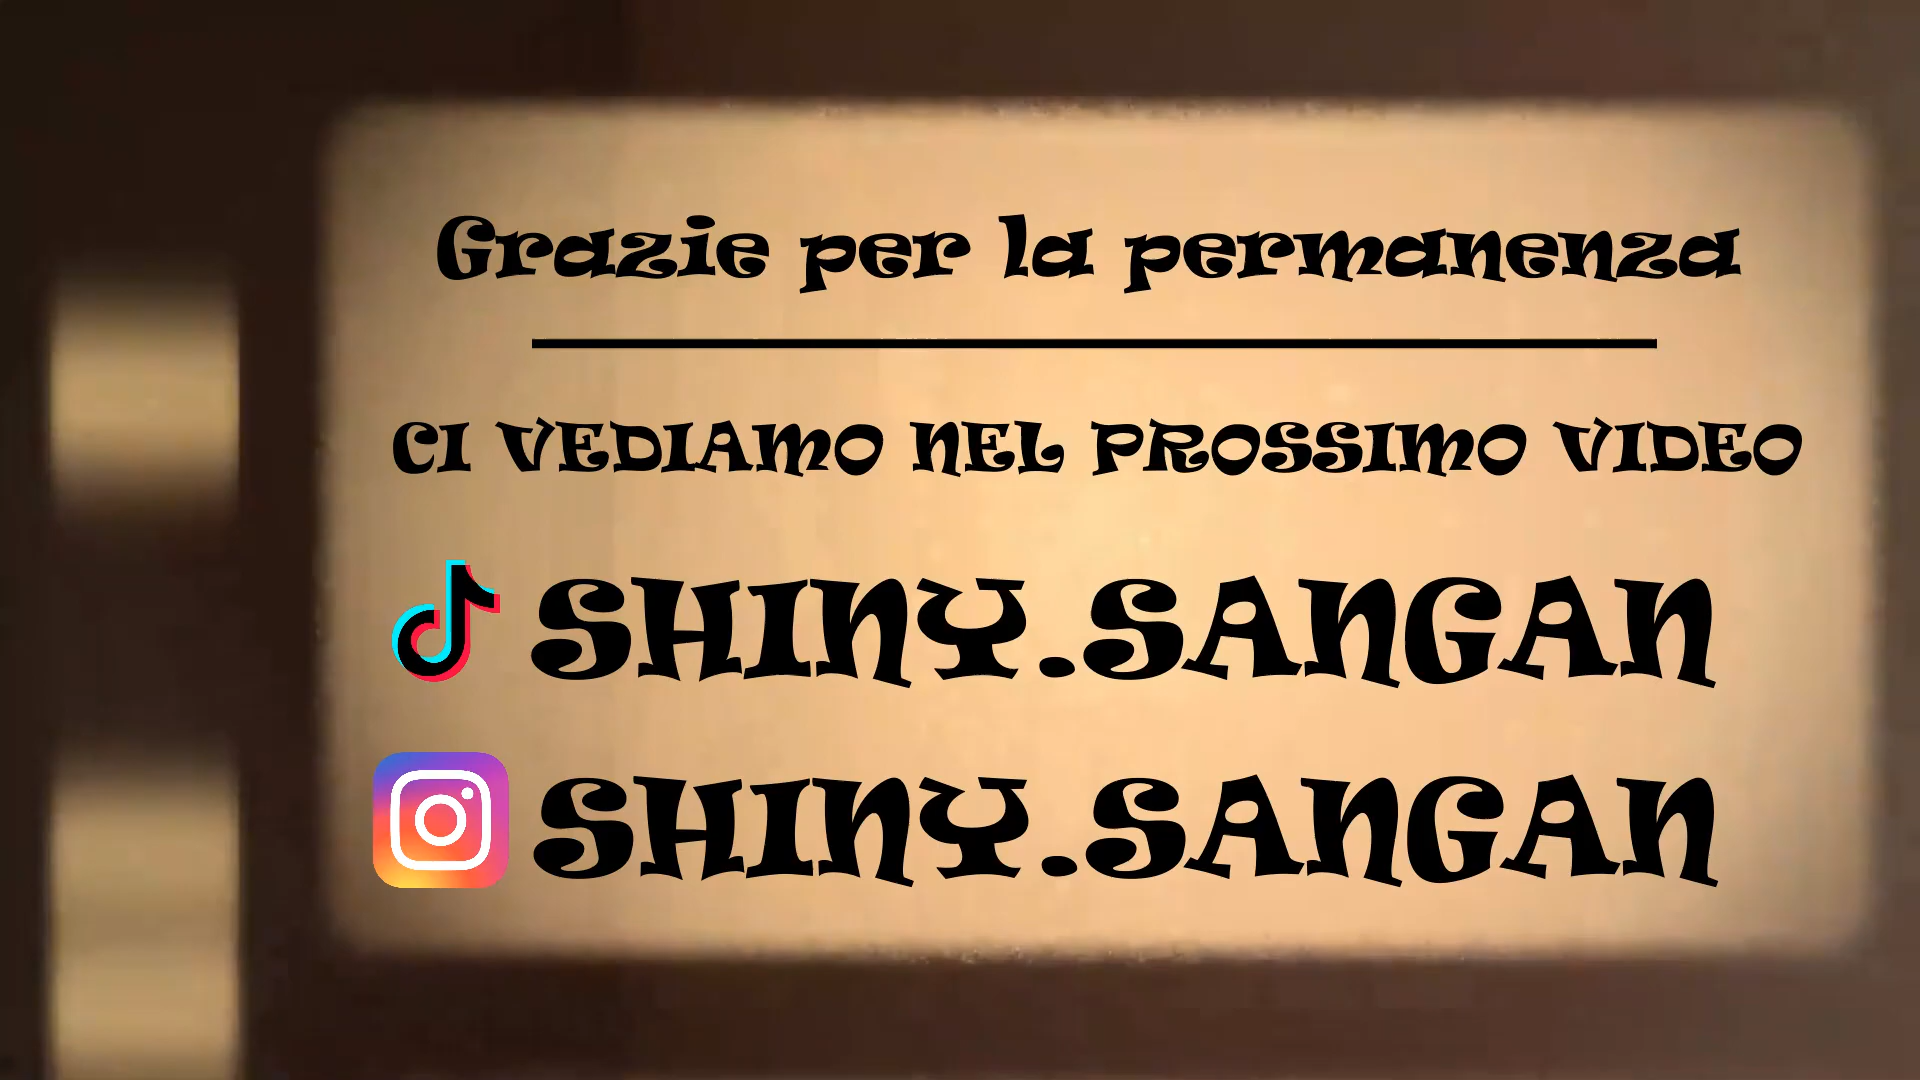 Grazie per la permanenza
CI VEDIAMO NEL PROSSIMO VIDEO
SHINY.SANGAN
SHINY.SANGAN